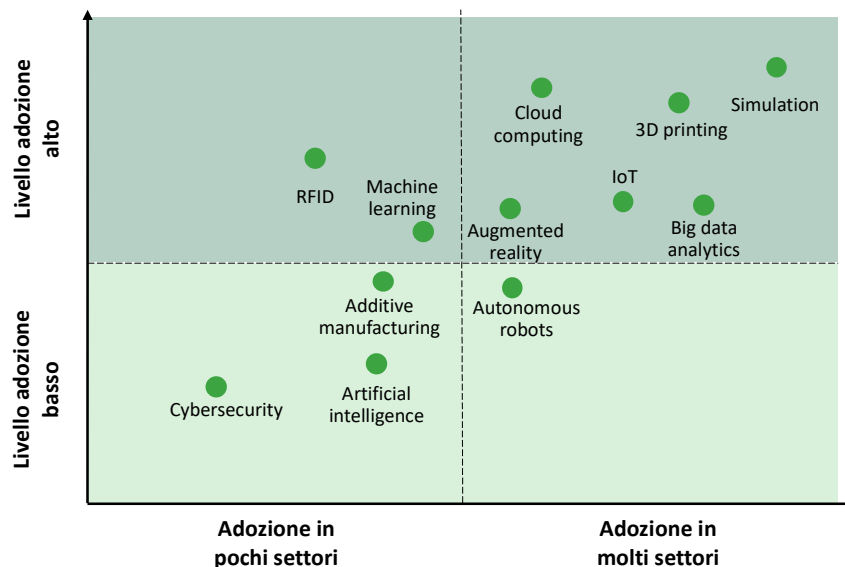 Livello adozione
alto
Livello adozione
basso
Simulation
Cloud
computing
3D printing
RFID
Machine
learning
IoT
Augmented
reality
Big data
analytics
Additive
manufacturing
Autonomous
robots
Cybersecurity
Artificial
intelligence
Adozione in
pochi settori
Adozione in
molti settori